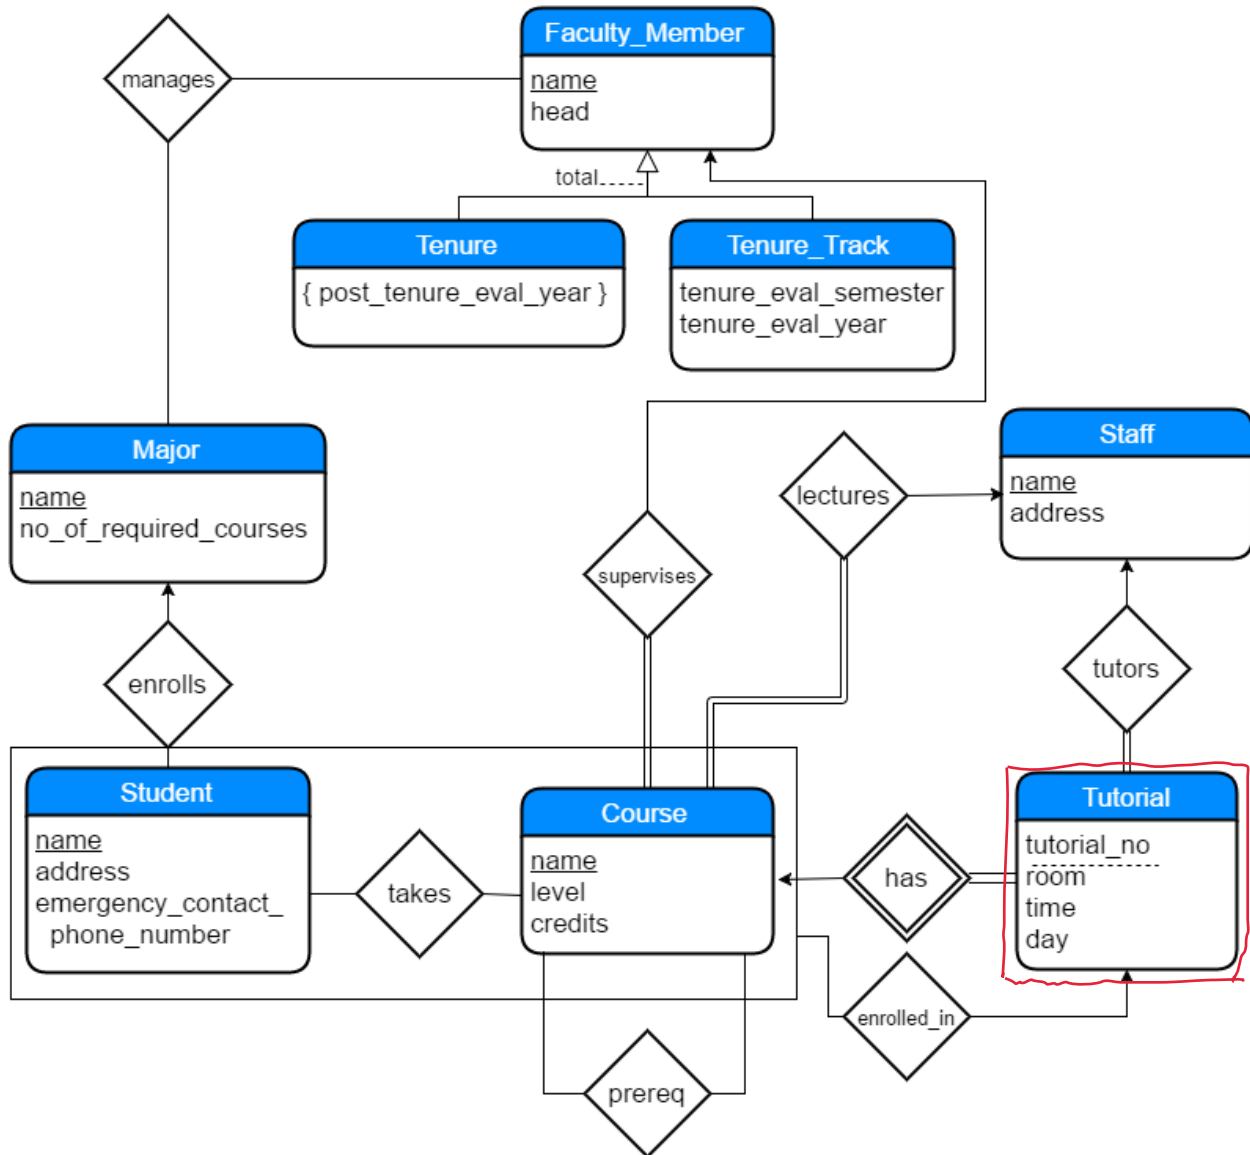 Faculty_Member
name
head
manages
total
Tenure
{ post_tenure_eval_year }
Tenure_Track
tenure_eval_semester
tenure_eval_year
Major
name
no_of_required_courses
lectures
Staff
name
address
supervises
enrolls
tutors
Student
name
address
emergency_contact_
phone_number
takes
Course
name
level
credits
has
Tutorial
tutorial_no
room
time
day
enrolled_in
prereq